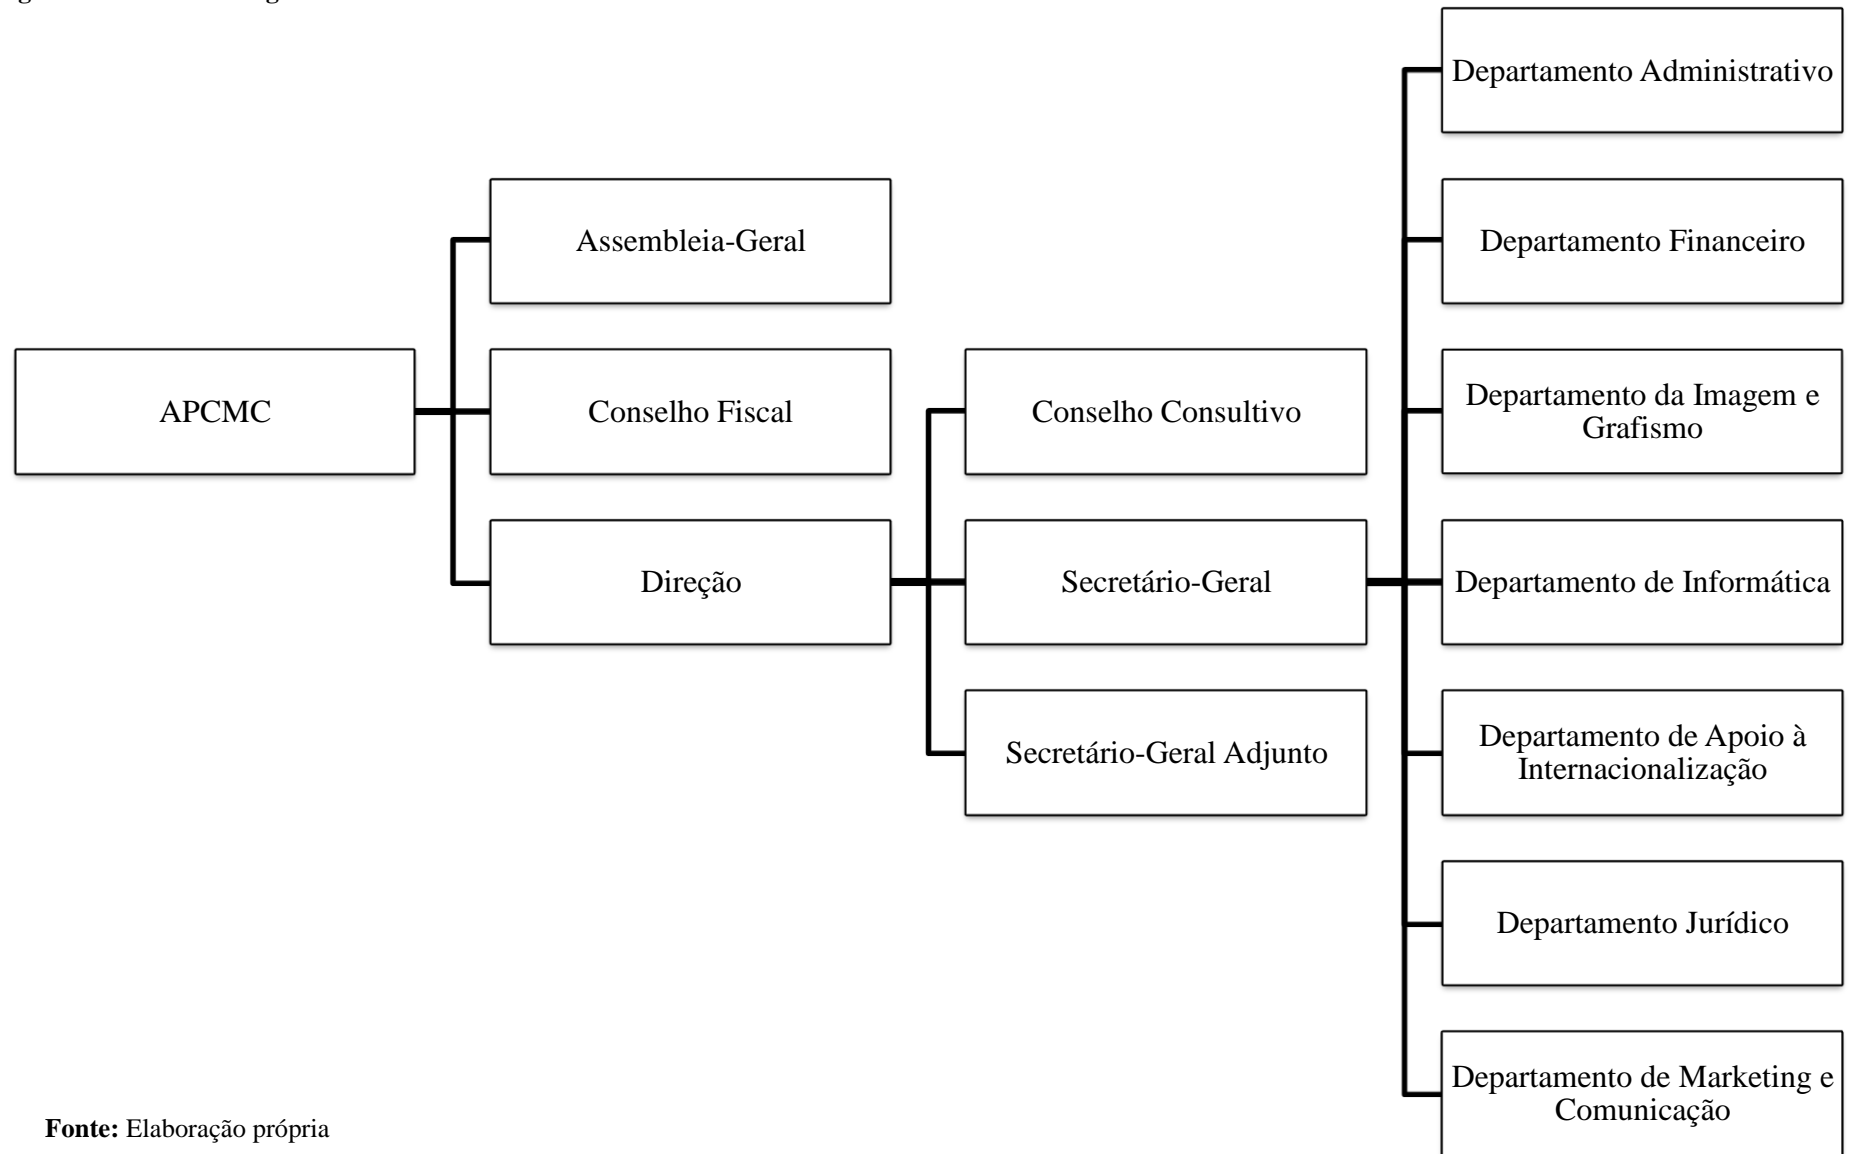 APCMC
Assembleia-Geral
Conselho Fiscal
Direção
Conselho Consultivo
Secretário-Geral
Secretário-Geral Adjunto
Departamento Administrativo
Departamento Financeiro
Departamento da Imagem e
Grafismo
Departamento de Informática
Departamento de Apoio à
Internacionalização
Departamento Jurídico
Departamento de Marketing e
Comunicação
Fonte: Elaboração própria